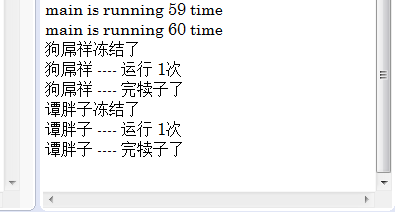 main is running 59 time
main is running 60 time
狗屌祥冻结了
狗屌祥 ---- 运行 1次
狗屌祥 ---- 完犊子了
谭胖子冻结了
谭胖子 ---- 运行 1次
谭胖子 ---- 完犊子了